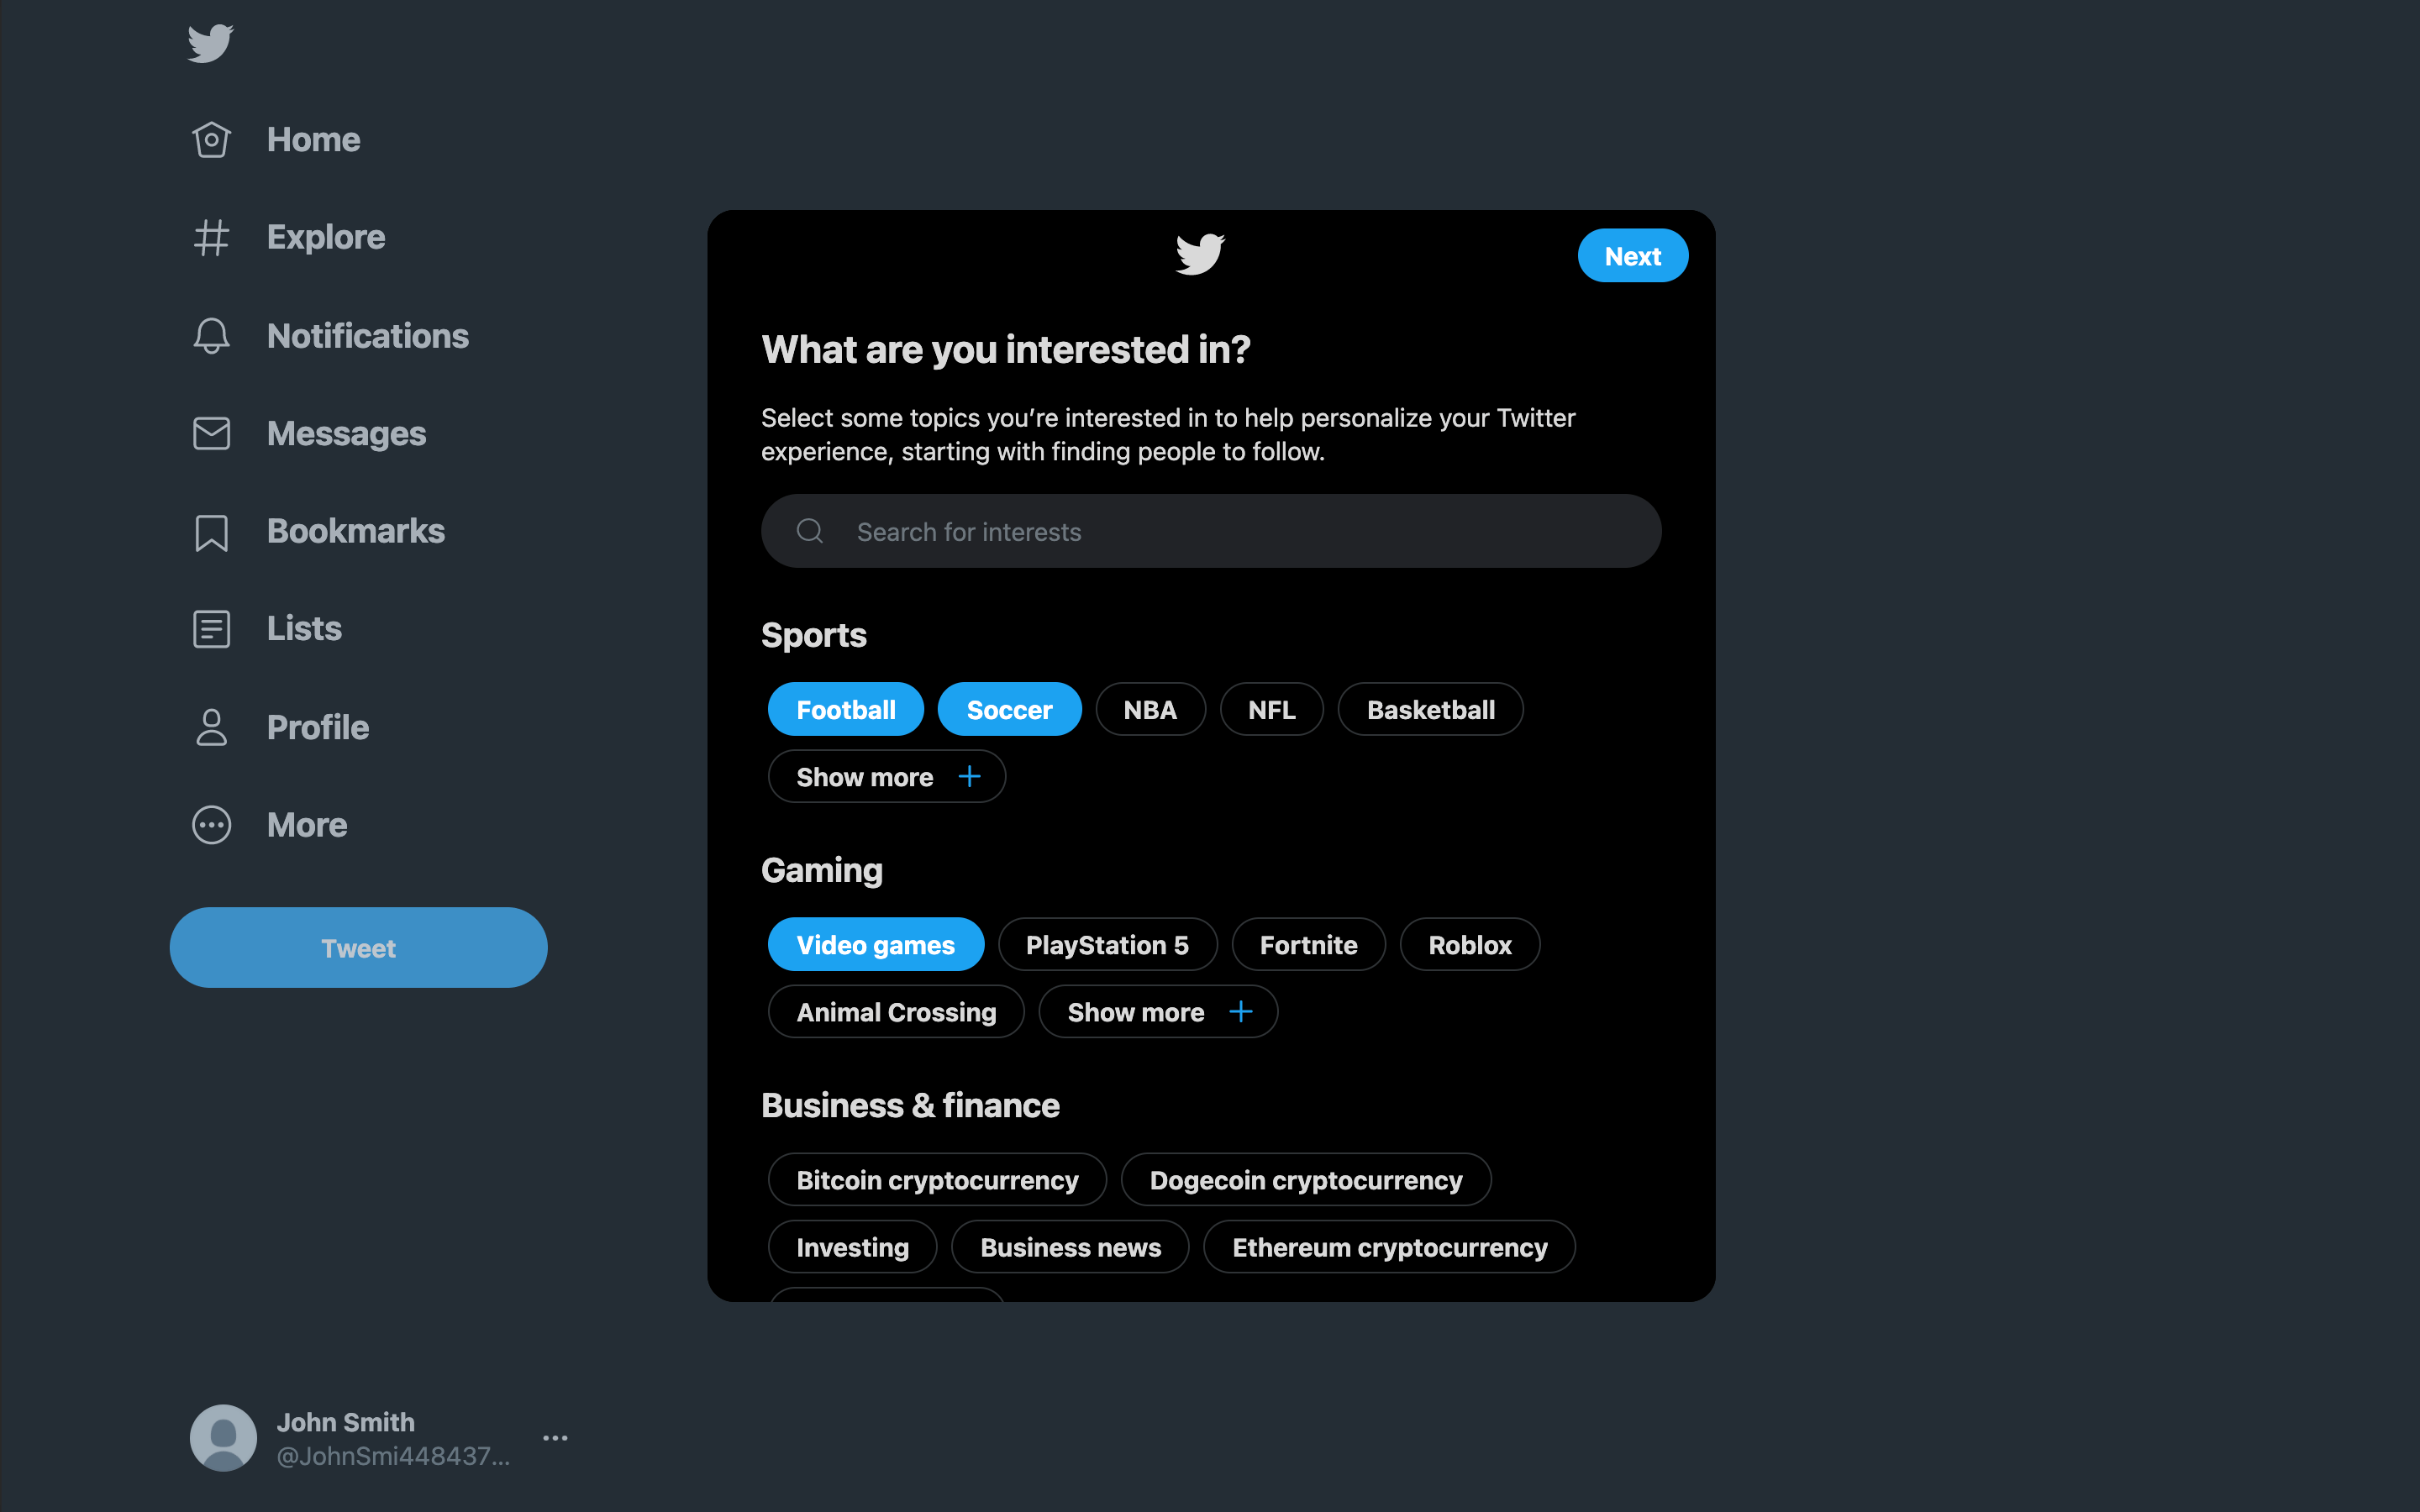 Home
Explore
Notifications
Messages
Bookmarks
Lists
Profile
More
Tweet
John Smith
@JohnSmi448437...
Next
What are you interested in?
Select some topics you’re interested in to help personalize your Twitter
experience, starting with finding people to follow.
Search for interests
Sports
Football Soccer NBA NFL Basketball
Show more
Gaming
Video games PlayStation 5 Fortnite Roblox
Animal Crossing Show more
Business & finance
Bitcoin cryptocurrency Dogecoin cryptocurrency
Investing Business news Ethereum cryptocurrency